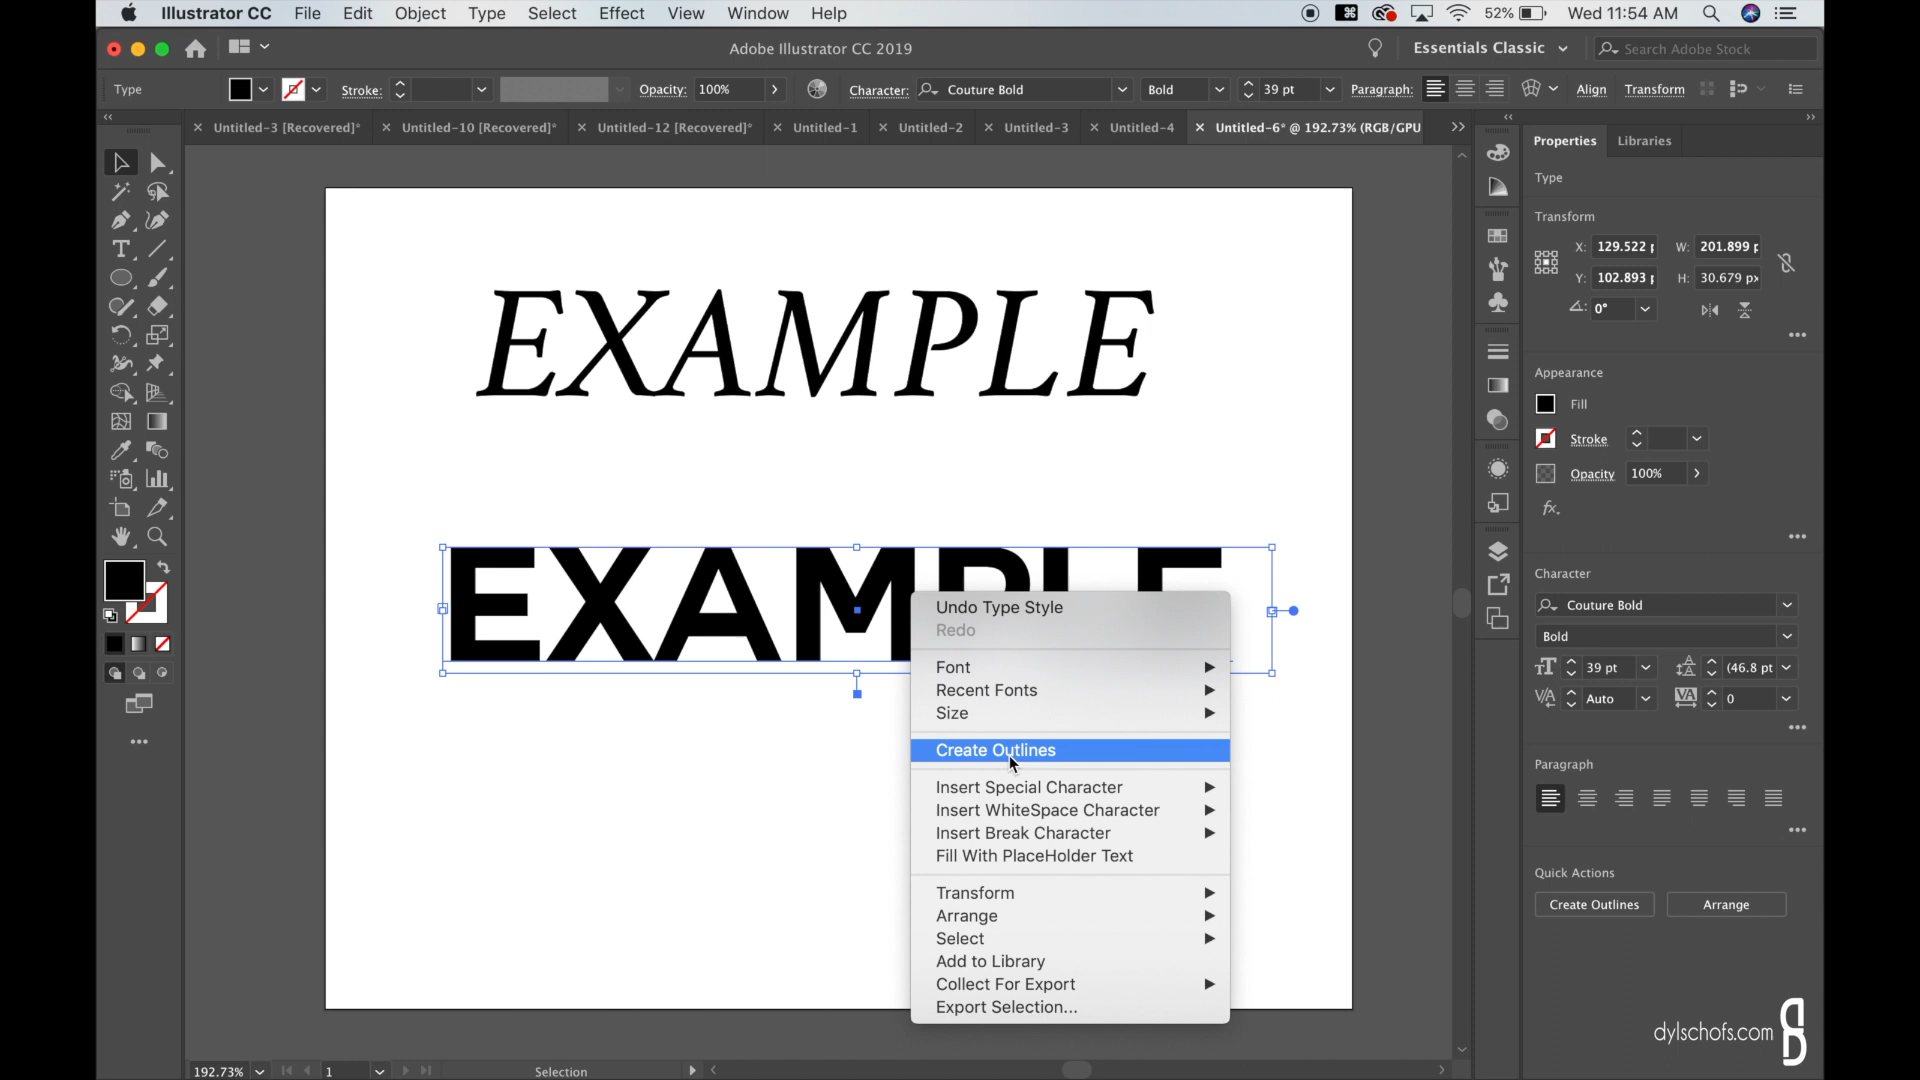 Illustrator CC File Edit Object Type Select Effect View Window Help 52% Wed 11:54 AM
Adobe Illustrator CC 2019 Essentials Classic Search Adobe Stock
Type Stroke: Opacity: 100% Character: Couture Bold Bold 39 pt Paragraph: Align Transform
Untitled-3 [Recovered]* Untitled-10 [Recovered]* Untitled-12 [Recovered]* Untitled-1 Untitled-2 Untitled-3 Untitled-4 Untitled-6* @ 192.73% (RGB/GPU
Properties Libraries
Type
Transform
X: 129.522 W: 201.899
Y: 102.893 H: 30.679 px
0°
EXAMPLE
Appearance
Fill
Stroke
Opacity 100%
fx.
EXAMPLE
Character
Couture Bold
Bold
39 pt (46.8 pt
Auto 0
Undo Type Style
Redo
Font
Recent Fonts
Size
Create Outlines
Insert Special Character
Insert WhiteSpace Character
Insert Break Character
Fill With PlaceHolder Text
Transform
Arrange
Select
Add to Library
Collect For Export
Export Selection...
Paragraph
Quick Actions
Create Outlines Arrange
dylschofs.com
192.73% 1 Selection